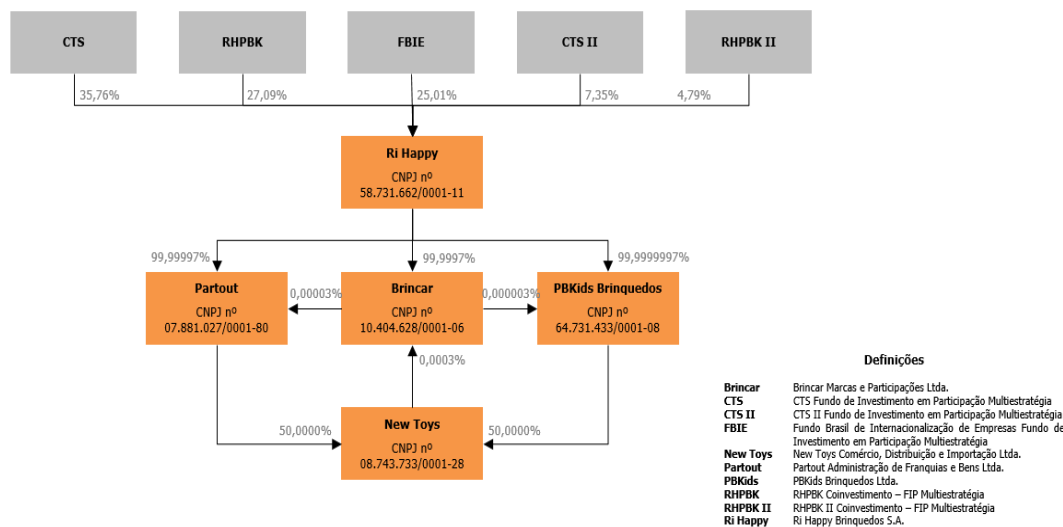 CTS
RHPBK
FBIE
CTS II
RHPBK II
35,76%
27,09%
25,01%
7,35%
4,79%
Ri Happy
CNPJ nº
58.731.662/0001-11
99,99997%
99,9997%
99,9999997%
Partout
CNPJ nº
07.881.027/0001-80
0,00003%
Brincar
CNPJ nº
10.404.628/0001-06
0,000003%
PBKids Brinquedos
CNPJ nº
64.731.433/0001-08
0,0003%
50,0000%
New Toys
CNPJ nº
08.743.733/0001-28
50,0000%
Definições
Brincar Brincar Marcas e Participações Ltda.
CTS CTS Fundo de Investimento em Participação Multiestratégia
CTS II CTS II Fundo de Investimento em Participação Multiestratégia
FBIE Fundo Brasil de Internacionalização de Empresas Fundo de
Investimento em Participação Multiestratégia
New Toys New Toys Comércio, Distribuição e Importação Ltda.
Partout Partout Administração de Franquias e Bens Ltda.
PBKids PBKids Brinquedos Ltda.
RHPBK RHPBK Coinvestimento – FIP Multiestratégia
RHPBK II RHPBK II Coinvestimento – FIP Multiestratégia
Ri Happy Ri Happy Brinquedos S.A.